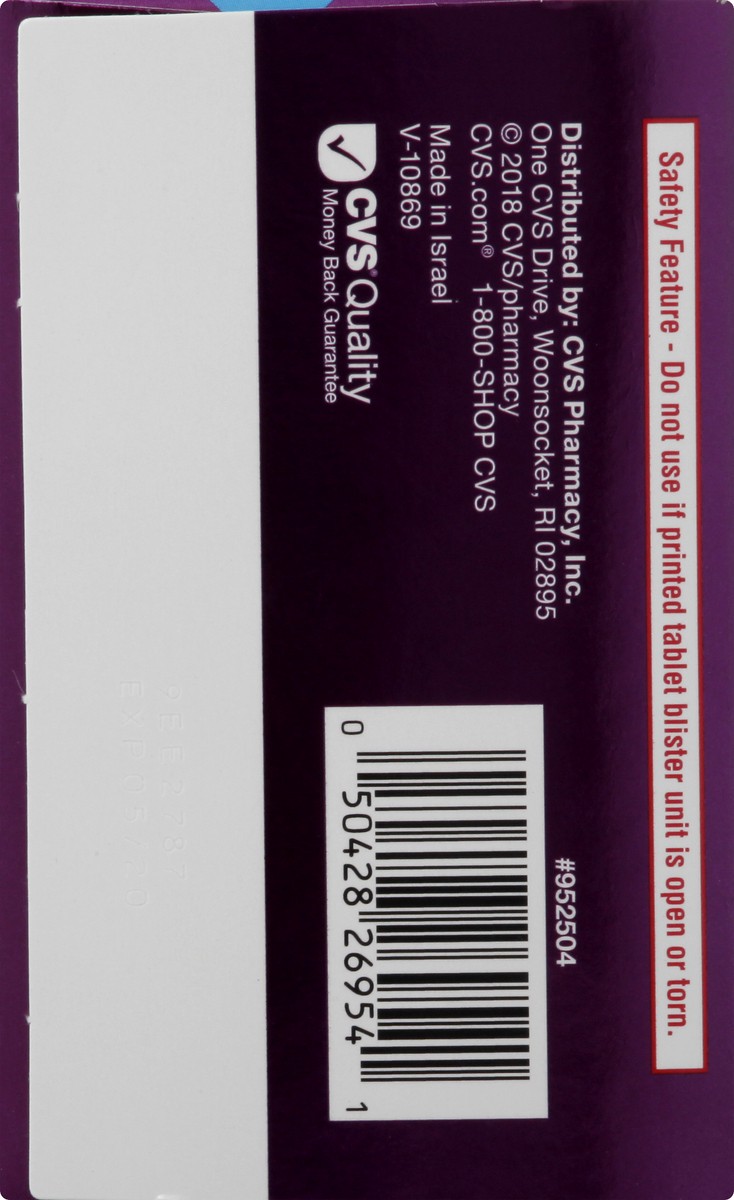 Safety Feature - Do not use if printed tablet blister unit is open or torn.
Distributed by: CVS Pharmacy, Inc.
One CVS Drive, Woonsocket, RI 02895
© 2018 CVS/pharmacy
CVS.com® 1-800-SHOP CVS
Made in Israel
V-10869
CVS® Quality
Money Back Guarantee
#952504
0 50428 26954 1
EXP05/20